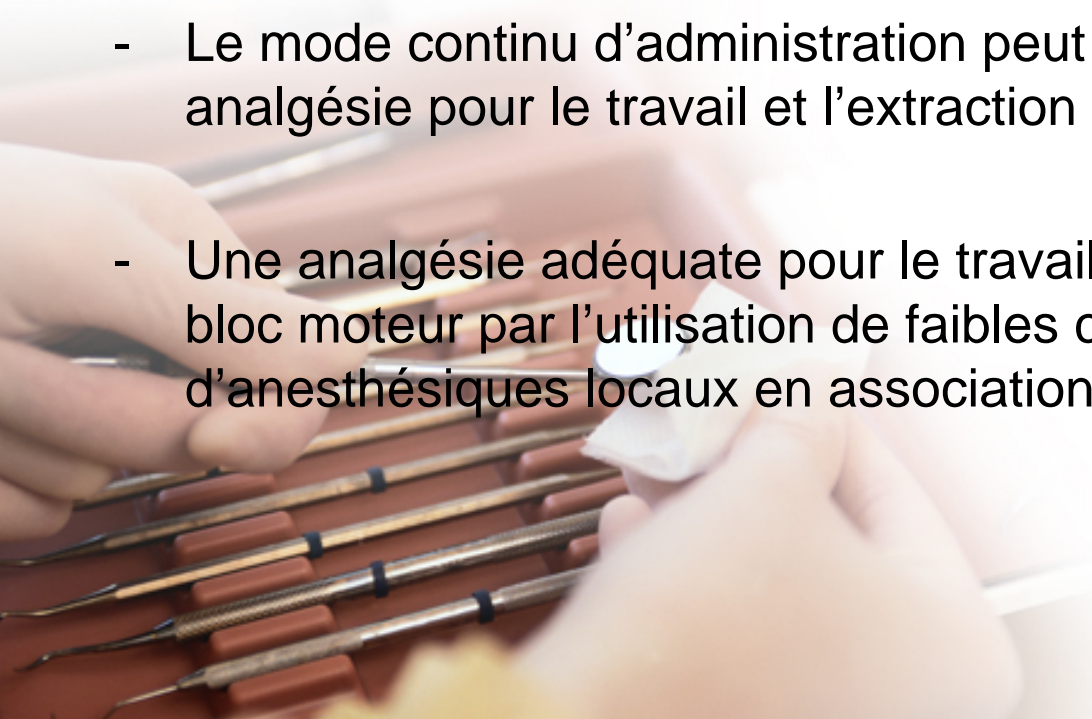 - Le mode continu d’administration peut
analgésie pour le travail et l’extraction
- Une analgésie adéquate pour le travail
bloc moteur par l’utilisation de faibles
d’anesthésiques locaux en association